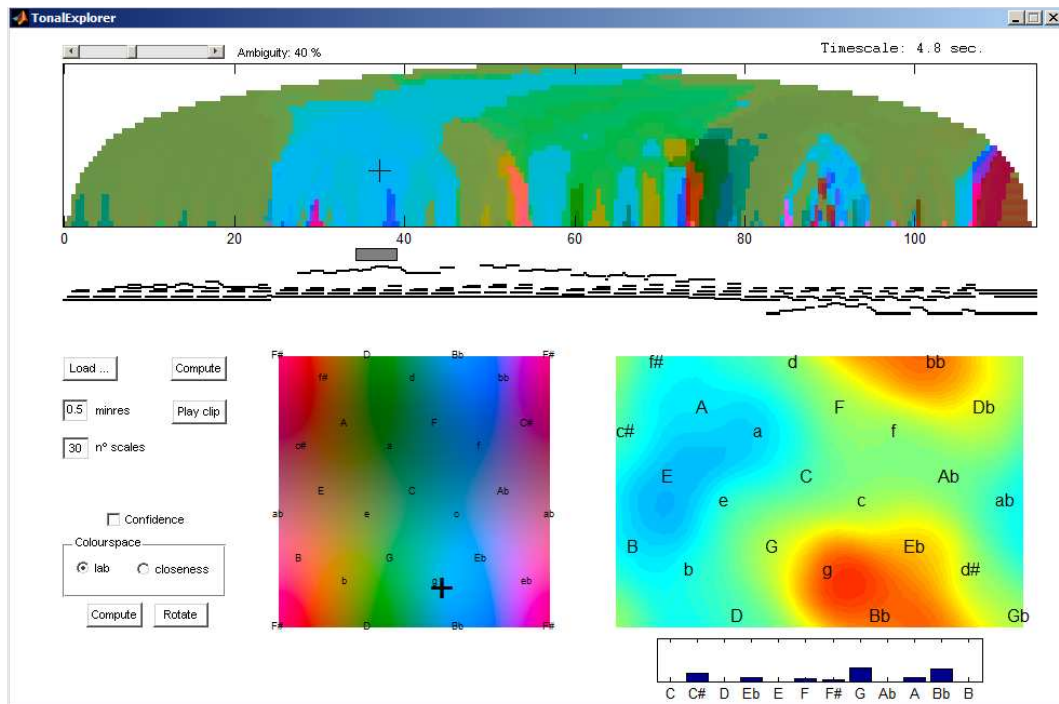 TonalExplorer
Ambiguity: 40 %
Timescale: 4.8 sec.
0 20 40 60 80 100
Load ...
Compute
0.5 minres
Play clip
30 nº scales
Confidence
Colourspace
lab closeness
Compute
Rotate
F# D Bb F#
f# d bb
A F C#
c# a f
E C Ab
ab e c ab
B G Eb
b g eb
F# D Bb F#
f# d bb
A F Db
c# a f
E C Ab
e c ab
B G Eb
b g d#
D Bb Gb
C C# D Eb E F F# G Ab A Bb B